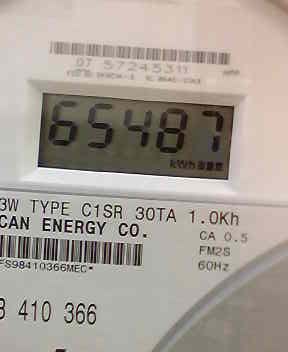 07 57245311
65487
kWh
3W TYPE C1SR 30TA 1.0Kh
CAN ENERGY CO.
CA 0.5
FM2S
60Hz
FS98410366MEC*
410 366